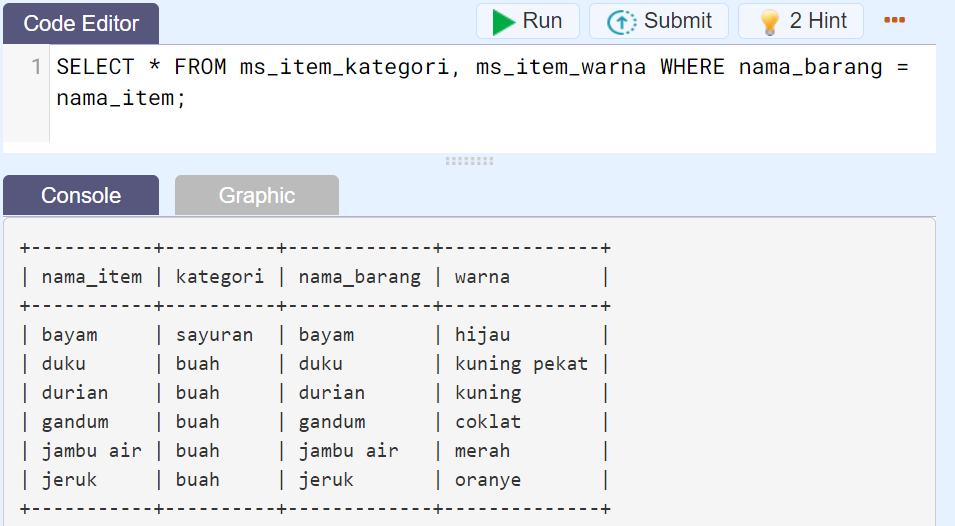 Code Editor Run Submit 2 Hint
1 SELECT * FROM ms_item_kategori, ms_item_warna WHERE nama_barang =
nama_item;
Console Graphic
+-----------+----------+-------------+--------------+
| nama_item | kategori | nama_barang | warna        |
+-----------+----------+-------------+--------------+
| bayam     | sayuran  | bayam       | hijau        |
| duku      | buah     | duku        | kuning pekat |
| durian    | buah     | durian      | kuning       |
| gandum    | buah     | gandum      | coklat       |
| jambu air | buah     | jambu air   | merah        |
| jeruk     | buah     | jeruk       | oranye       |
+-----------+----------+-------------+--------------+